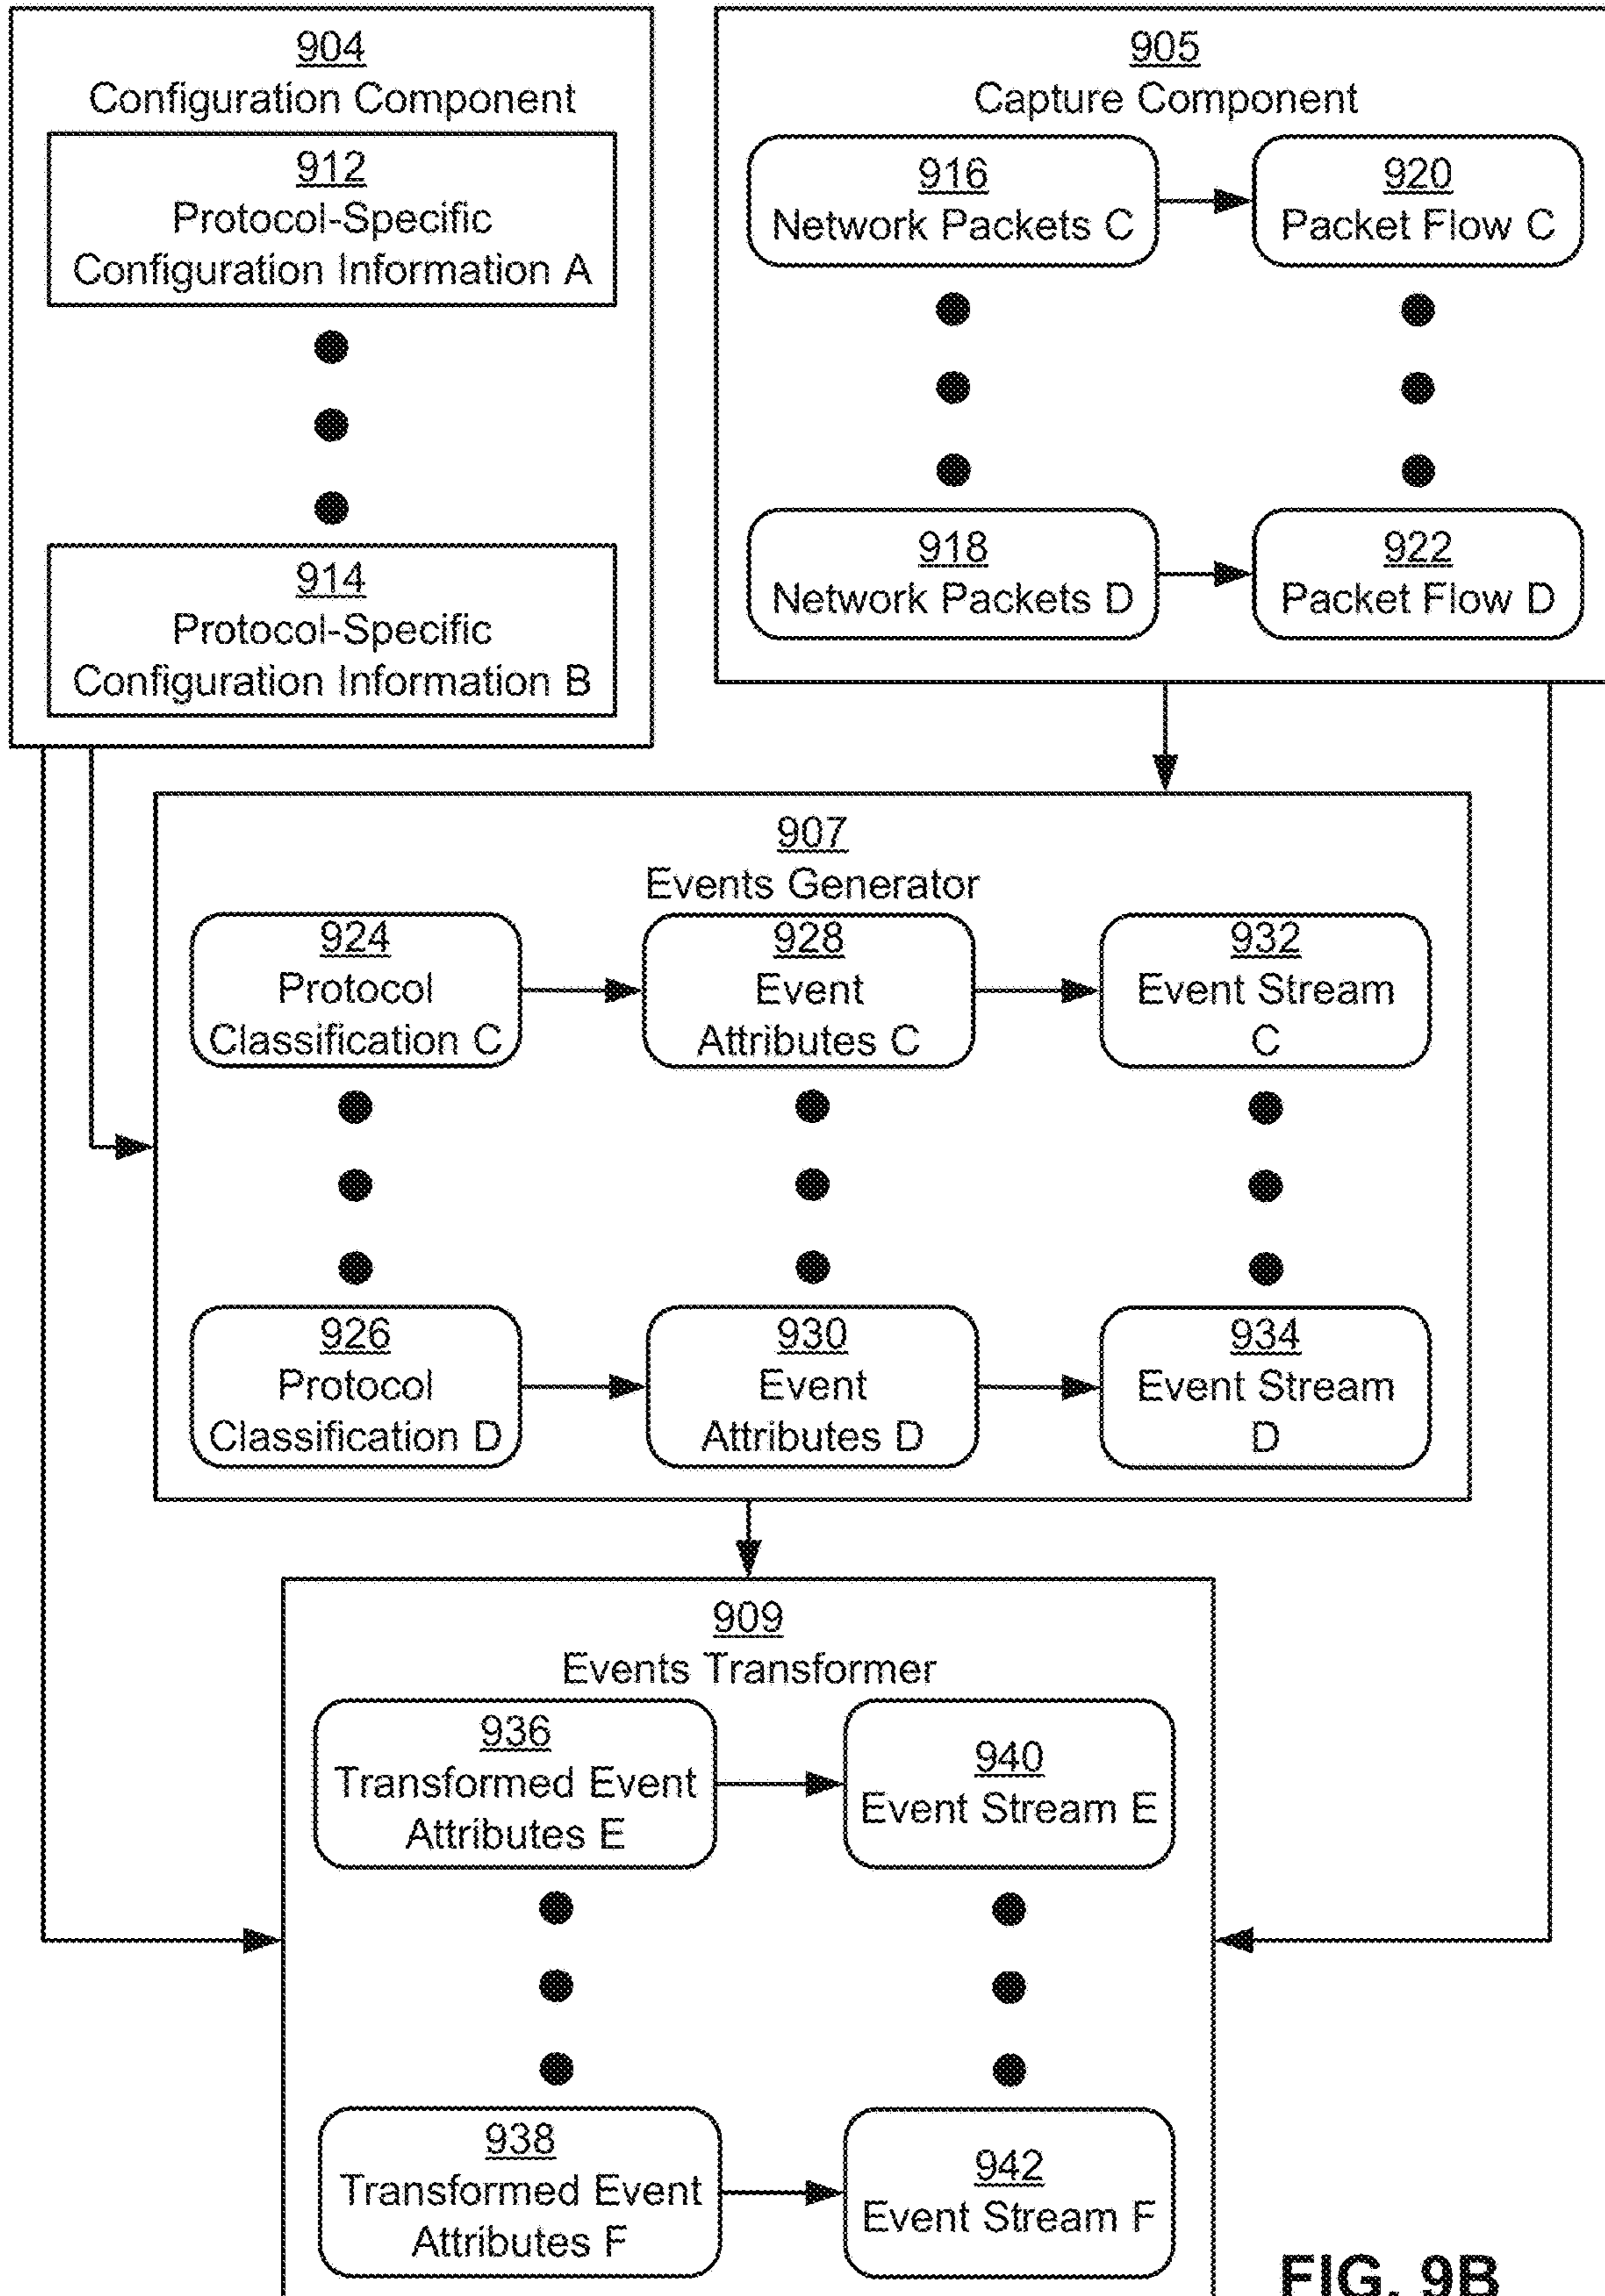 904
Configuration Component
912
Protocol-Specific
Configuration Information A
914
Protocol-Specific
Configuration Information B
905
Capture Component
916
Network Packets C
920
Packet Flow C
918
Network Packets D
922
Packet Flow D
907
Events Generator
924
Protocol
Classification C
928
Event
Attributes C
932
Event Stream
C
926
Protocol
Classification D
930
Event
Attributes D
934
Event Stream
D
909
Events Transformer
936
Transformed Event
Attributes E
940
Event Stream E
938
Transformed Event
Attributes F
942
Event Stream F
FIG. 9B